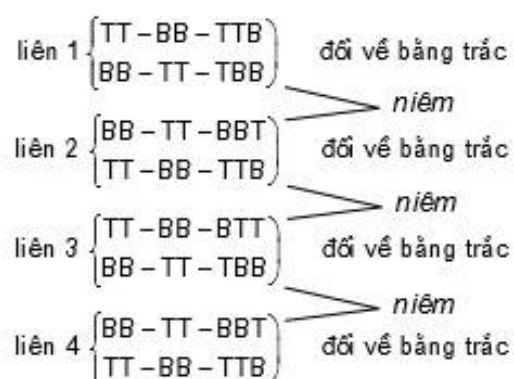 TT – BB – TTB
liên 1 đối về bằng trắc
BB – TT – TBB
niêm
BB – TT – BBT
liên 2 đối về bằng trắc
TT – BB – TTB
niêm
TT – BB – BTT
liên 3 đối về bằng trắc
BB – TT – TBB
niêm
BB – TT – BBT
liên 4 đối về bằng trắc
TT – BB – TTB